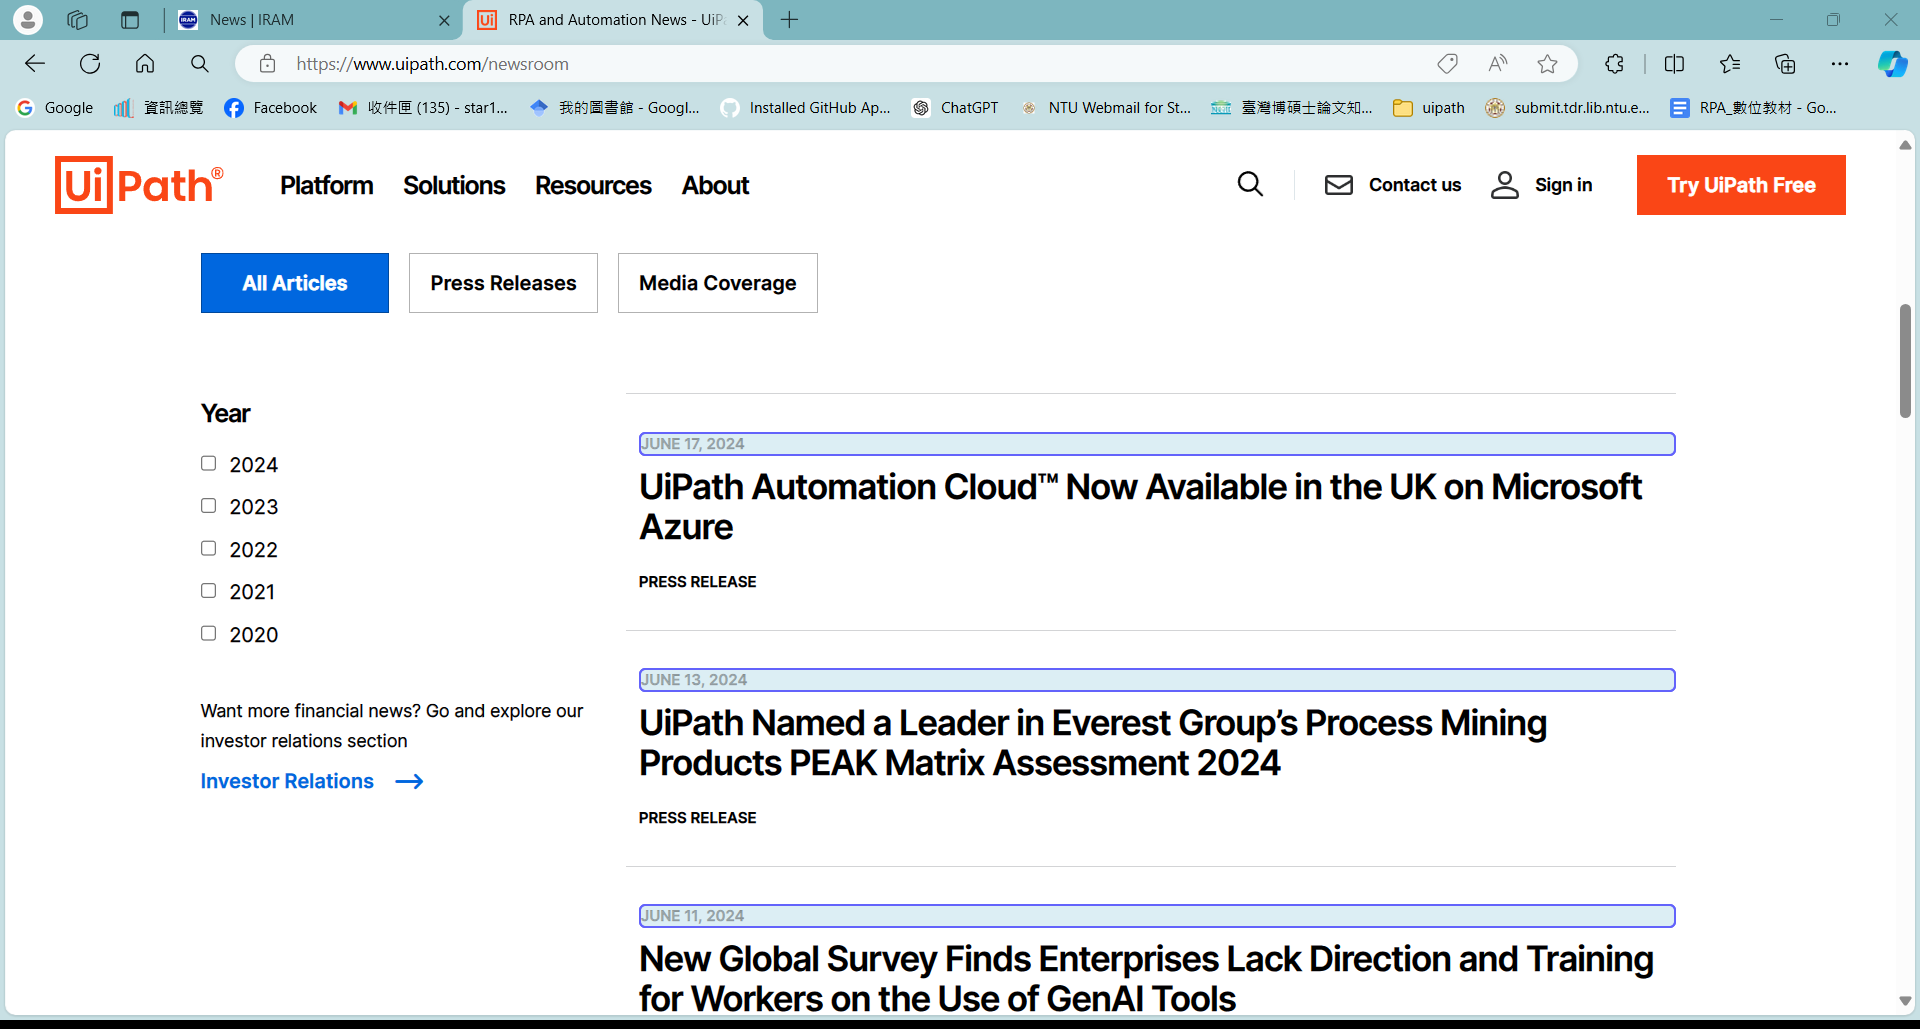 News | IRAM
RPA and Automation News - UiPa
https://www.uipath.com/newsroom
Google
資訊總覽
Facebook
收件匣 (135) - star1...
我的圖書館 - Googl...
Installed GitHub Ap...
ChatGPT
NTU Webmail for St...
臺灣博碩士論文知...
uipath
submit.tdr.lib.ntu.e...
RPA_數位教材 - Go...
UiPath®
Platform
Solutions
Resources
About
Contact us
Sign in
Try UiPath Free
All Articles
Press Releases
Media Coverage
Year
2024
2023
2022
2021
2020
Want more financial news? Go and explore our
investor relations section
Investor Relations
JUNE 17, 2024
UiPath Automation Cloud™ Now Available in the UK on Microsoft
Azure
PRESS RELEASE
JUNE 13, 2024
UiPath Named a Leader in Everest Group’s Process Mining
Products PEAK Matrix Assessment 2024
PRESS RELEASE
JUNE 11, 2024
New Global Survey Finds Enterprises Lack Direction and Training
for Workers on the Use of GenAI Tools